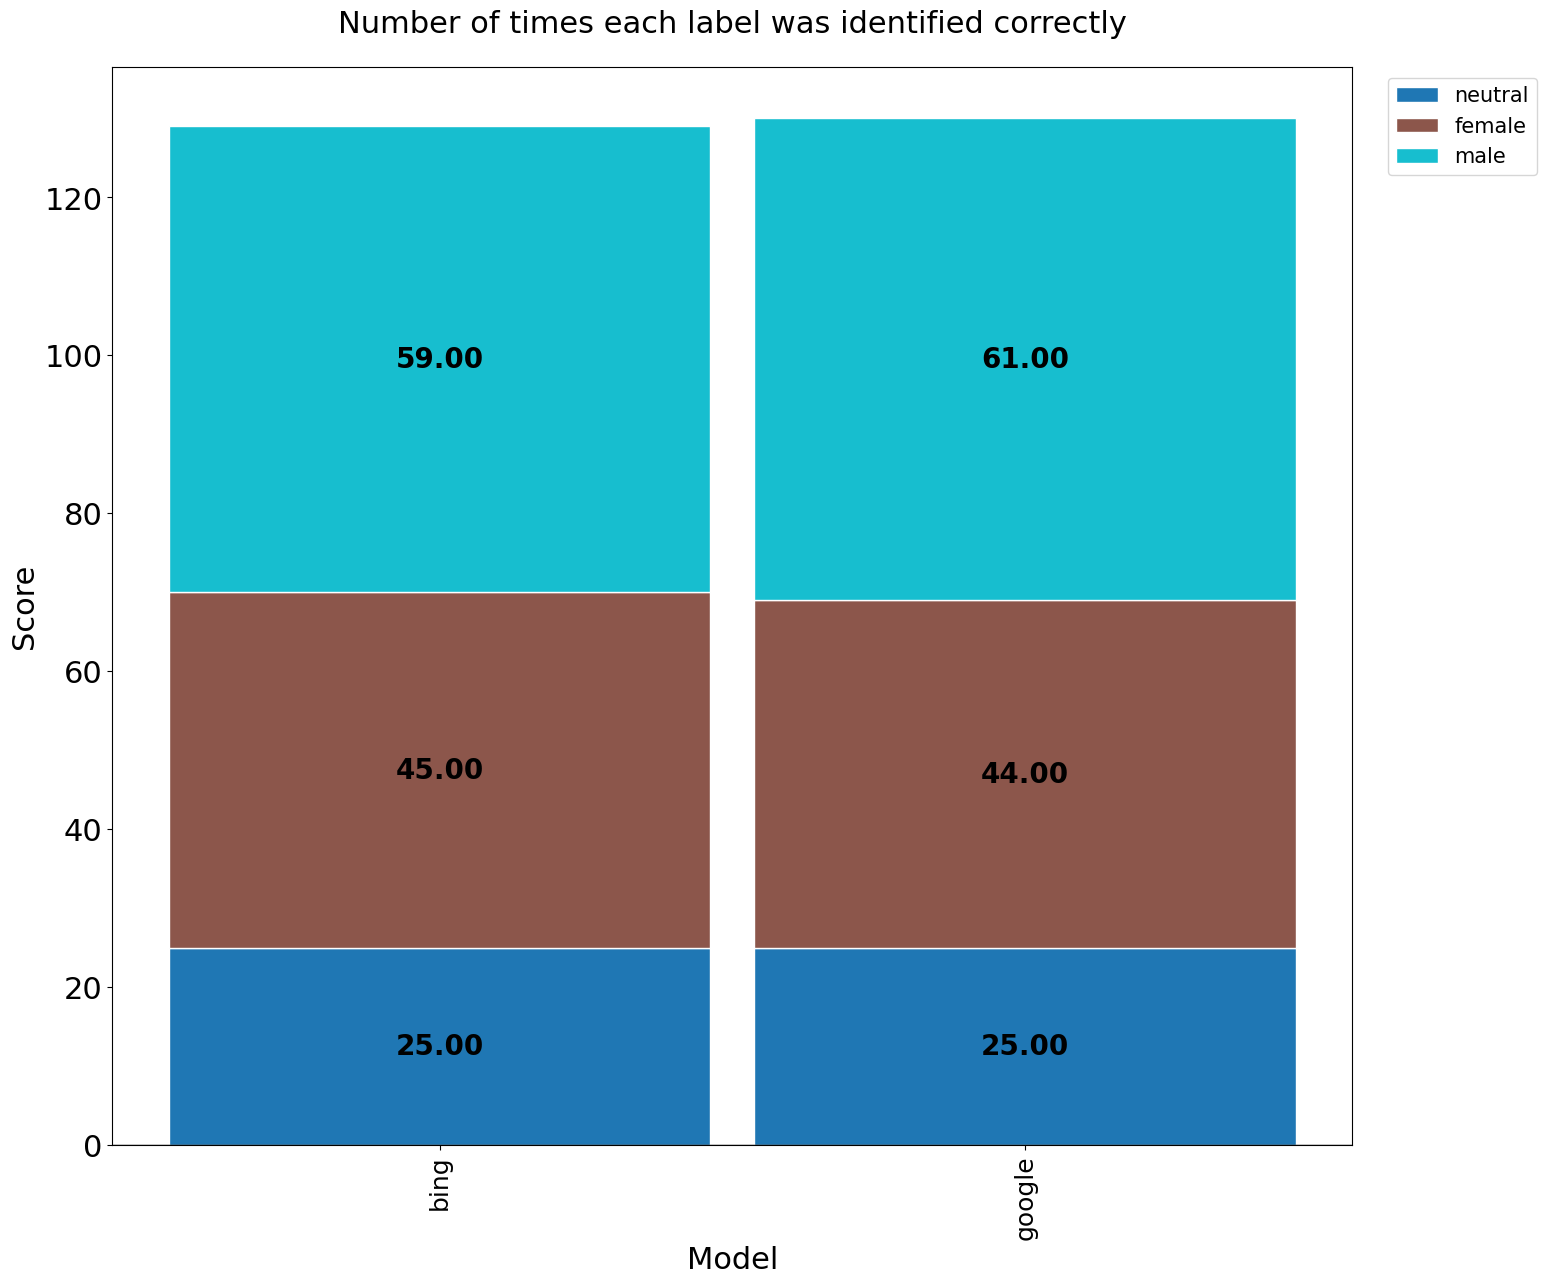 Number of times each label was identified correctly
neutral
female
male
120
100
80
60
40
20
0
Score
59.00
61.00
45.00
44.00
25.00
25.00
bing
google
Model